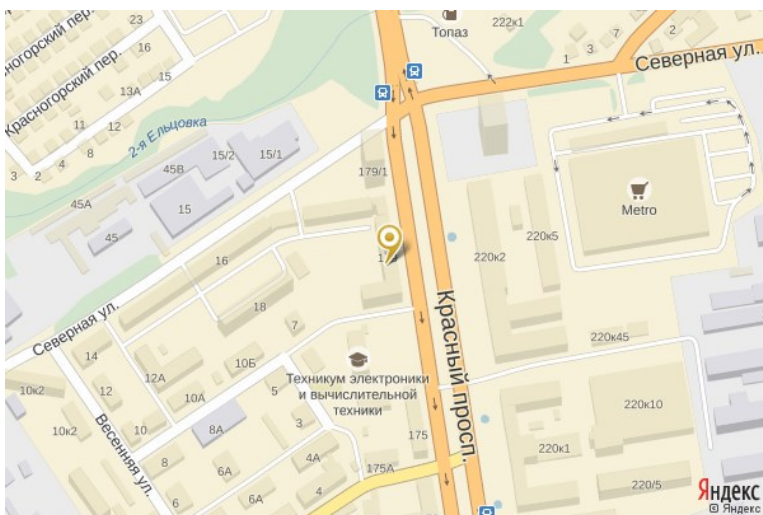 23
222к1
Топаз
Красногорский пер.
16
1
3
7
2
Северная ул.
15
13А
Красногорский пер.
11
12
2-я Ельцовка
8
4
2
3
15/2
15/1
45В
179/1
45А
15
45
Metro
220к5
220к2
16
18
7
Северная ул.
Красный просп.
220к45
14
10Б
12А
Техникум электроники
и вычислительной
техники
10к2
12
10А
5
220к10
10к2
10
8А
3
175
Весенняя ул.
8
6А
4А
175А
220к1
6
6А
4
220/5
Яндекс
© Яндекс